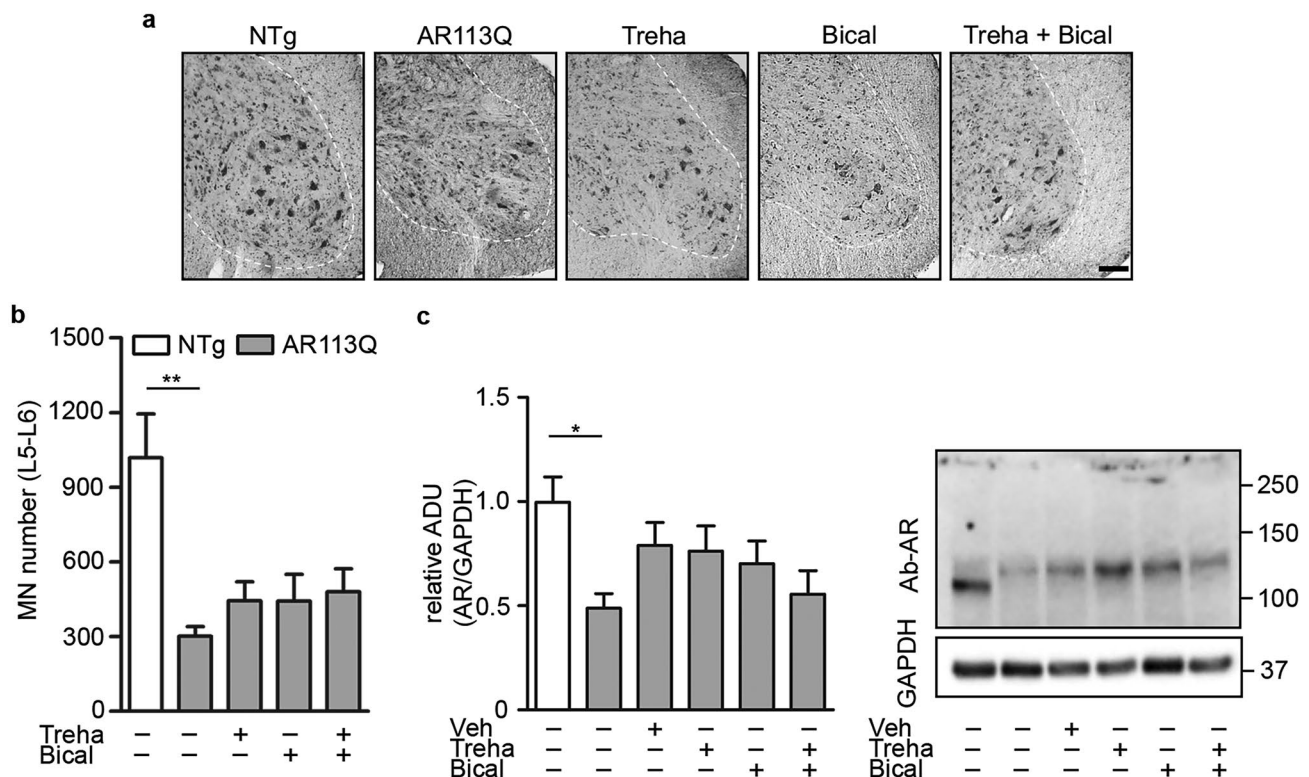 a
NTg AR113Q Treha Bical Treha + Bical
b
MN number (L5-L6)
1500
1200
900
600
300
0
NTg AR113Q
**
Treha – – + – +
Bical – – – + +
c
relative ADU
(AR/GAPDH)
1.5
1.0
0.5
0
*
Veh – – + – – –
Treha – – – + – +
Bical – – – – + +
Ab-AR
250
150
100
GAPDH
37
Veh – – + – – –
Treha – – – + – +
Bical – – – – + +